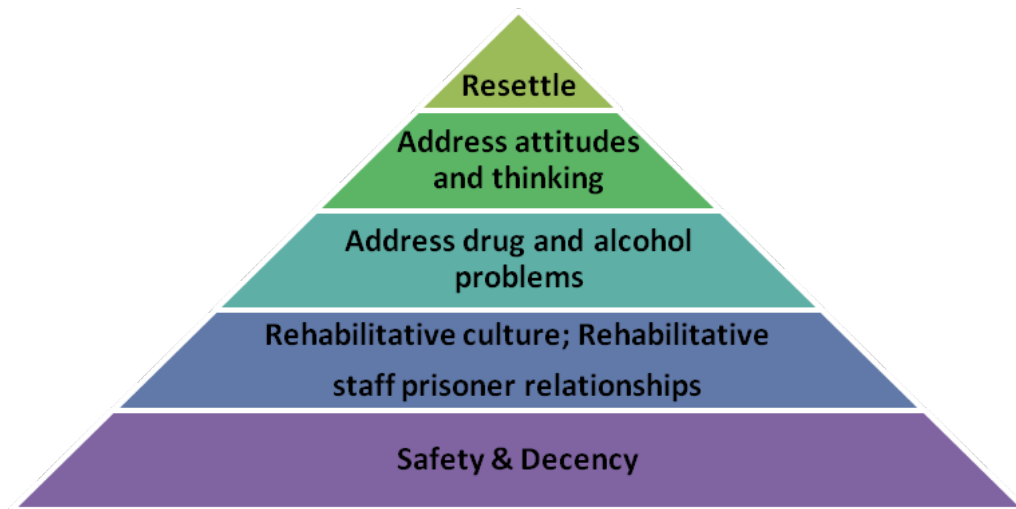 Resettle
Address attitudes
and thinking
Address drug and alcohol
problems
Rehabilitative culture; Rehabilitative
staff prisoner relationships
Safety & Decency